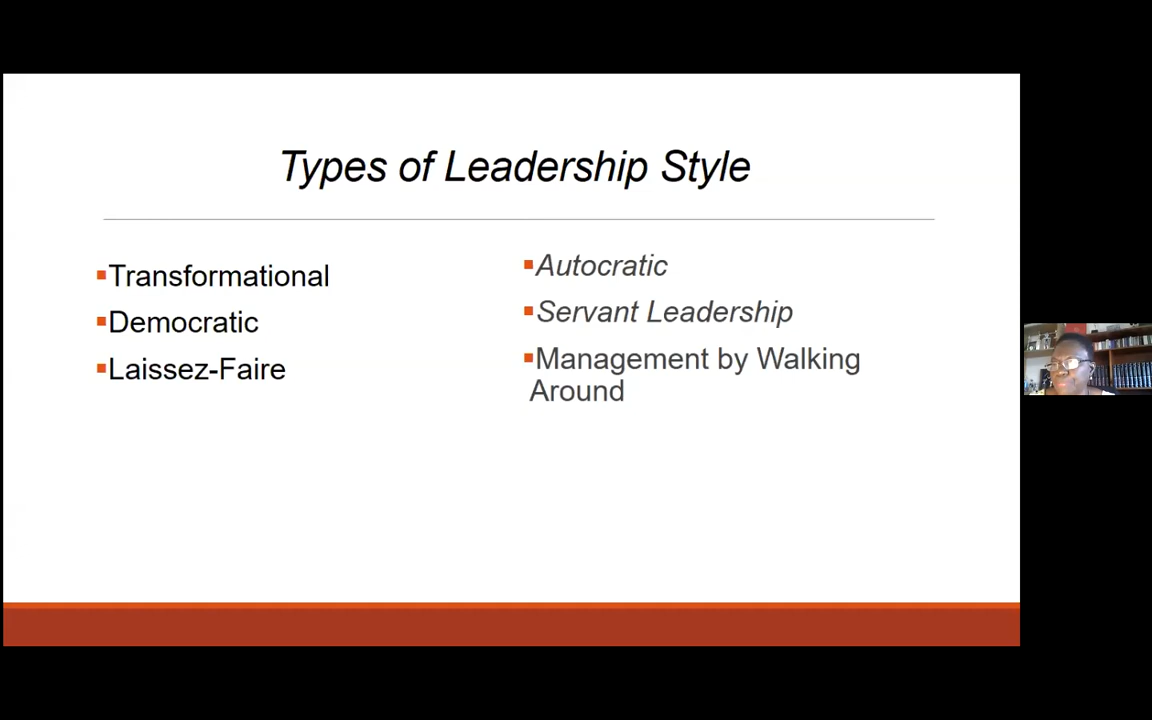 Types of Leadership Style
Transformational
Democratic
Laissez-Faire
Autocratic
Servant Leadership
Management by Walking
Around